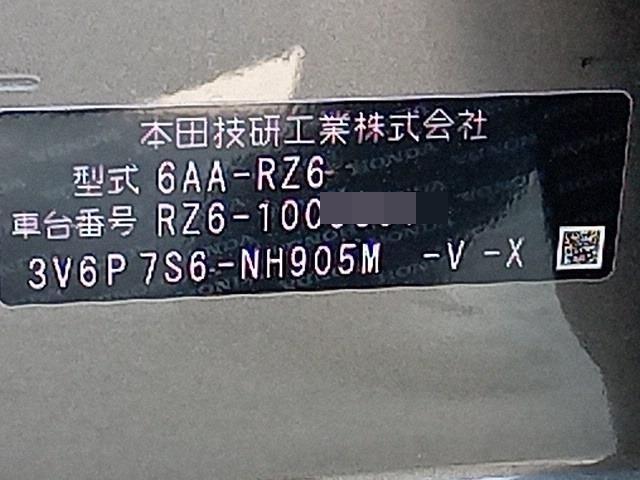 本田技研工業株式会社
型式 6AA-RZ6
車台番号 RZ6-100
3V6P7S6-NH905M -V -X